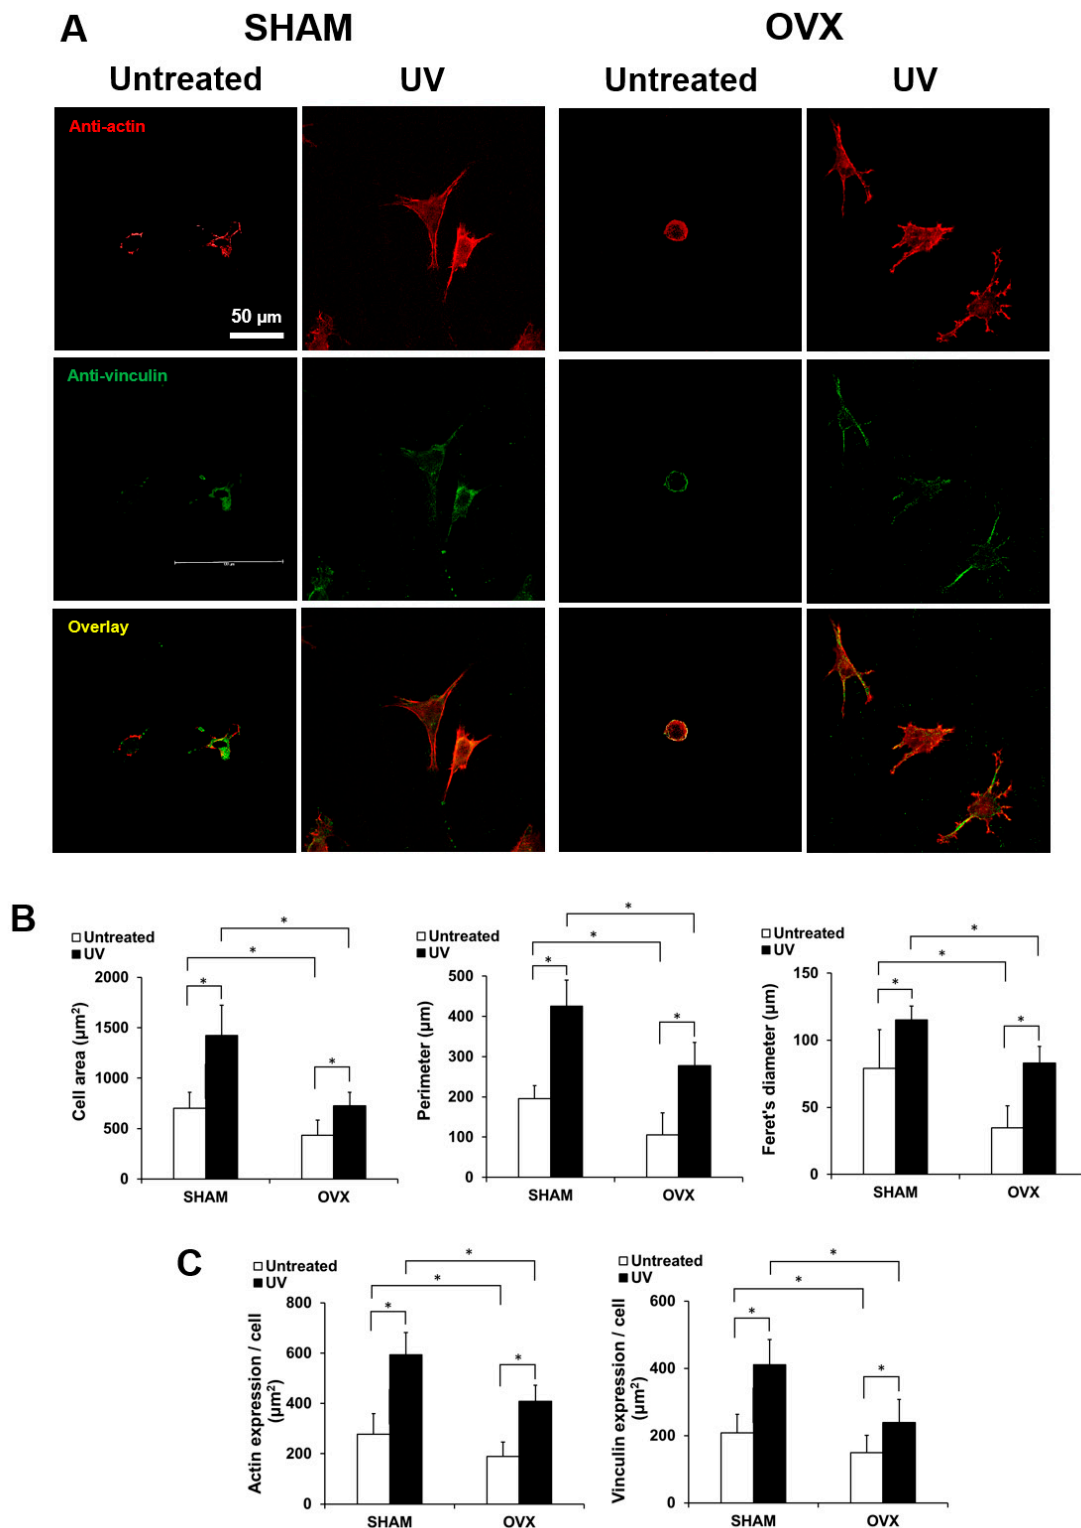 A
SHAM
OVX
Untreated
UV
Untreated
UV
Anti-actin
50 µm
Anti-vinculin
Overlay
B
Untreated
UV
Cell area (µm²)
2000
1500
1000
500
0
*
*
*
*
SHAM
OVX
Untreated
UV
Perimeter (µm)
500
400
300
200
100
0
*
*
*
*
SHAM
OVX
Untreated
UV
Feret's diameter (µm)
150
100
50
0
*
*
*
*
SHAM
OVX
C
Untreated
UV
Actin expression / cell
(µm²)
800
600
400
200
0
*
*
*
*
SHAM
OVX
Untreated
UV
Vinculin expression / cell
(µm²)
600
400
200
0
*
*
*
*
SHAM
OVX